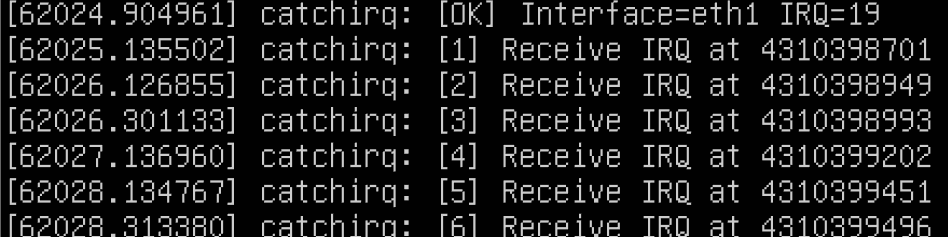 [62024.904961] catchirq: [OK] Interface=eth1 IRQ=19
[62025.135502] catchirq: [1] Receive IRQ at 4310398701
[62026.126855] catchirq: [2] Receive IRQ at 4310398949
[62026.301133] catchirq: [3] Receive IRQ at 4310398993
[62027.136960] catchirq: [4] Receive IRQ at 4310399202
[62028.134767] catchirq: [5] Receive IRQ at 4310399451
[62028.313380] catchirq: [6] Receive IRQ at 4310399496